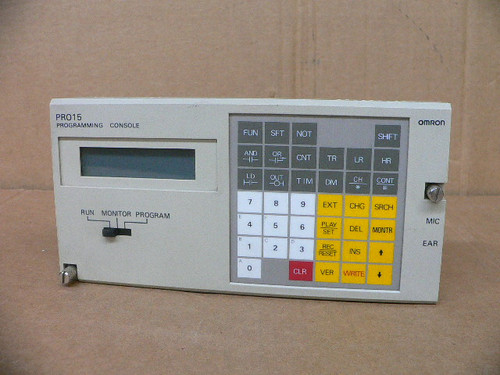 PRO15
PROGRAMMING CONSOLE
OMRON
RUN MONITOR PROGRAM
FUN SFT NOT SHIFT
AND OR CNT TR LR HR
LD OUT TIM DM CH CONT
7 8 9 EXT CHG SRCH
4 5 6 PLAY SET DEL MONTR
1 2 3 REC RESET INS ↑
0 CLR VER WRITE ↓
MIC
EAR